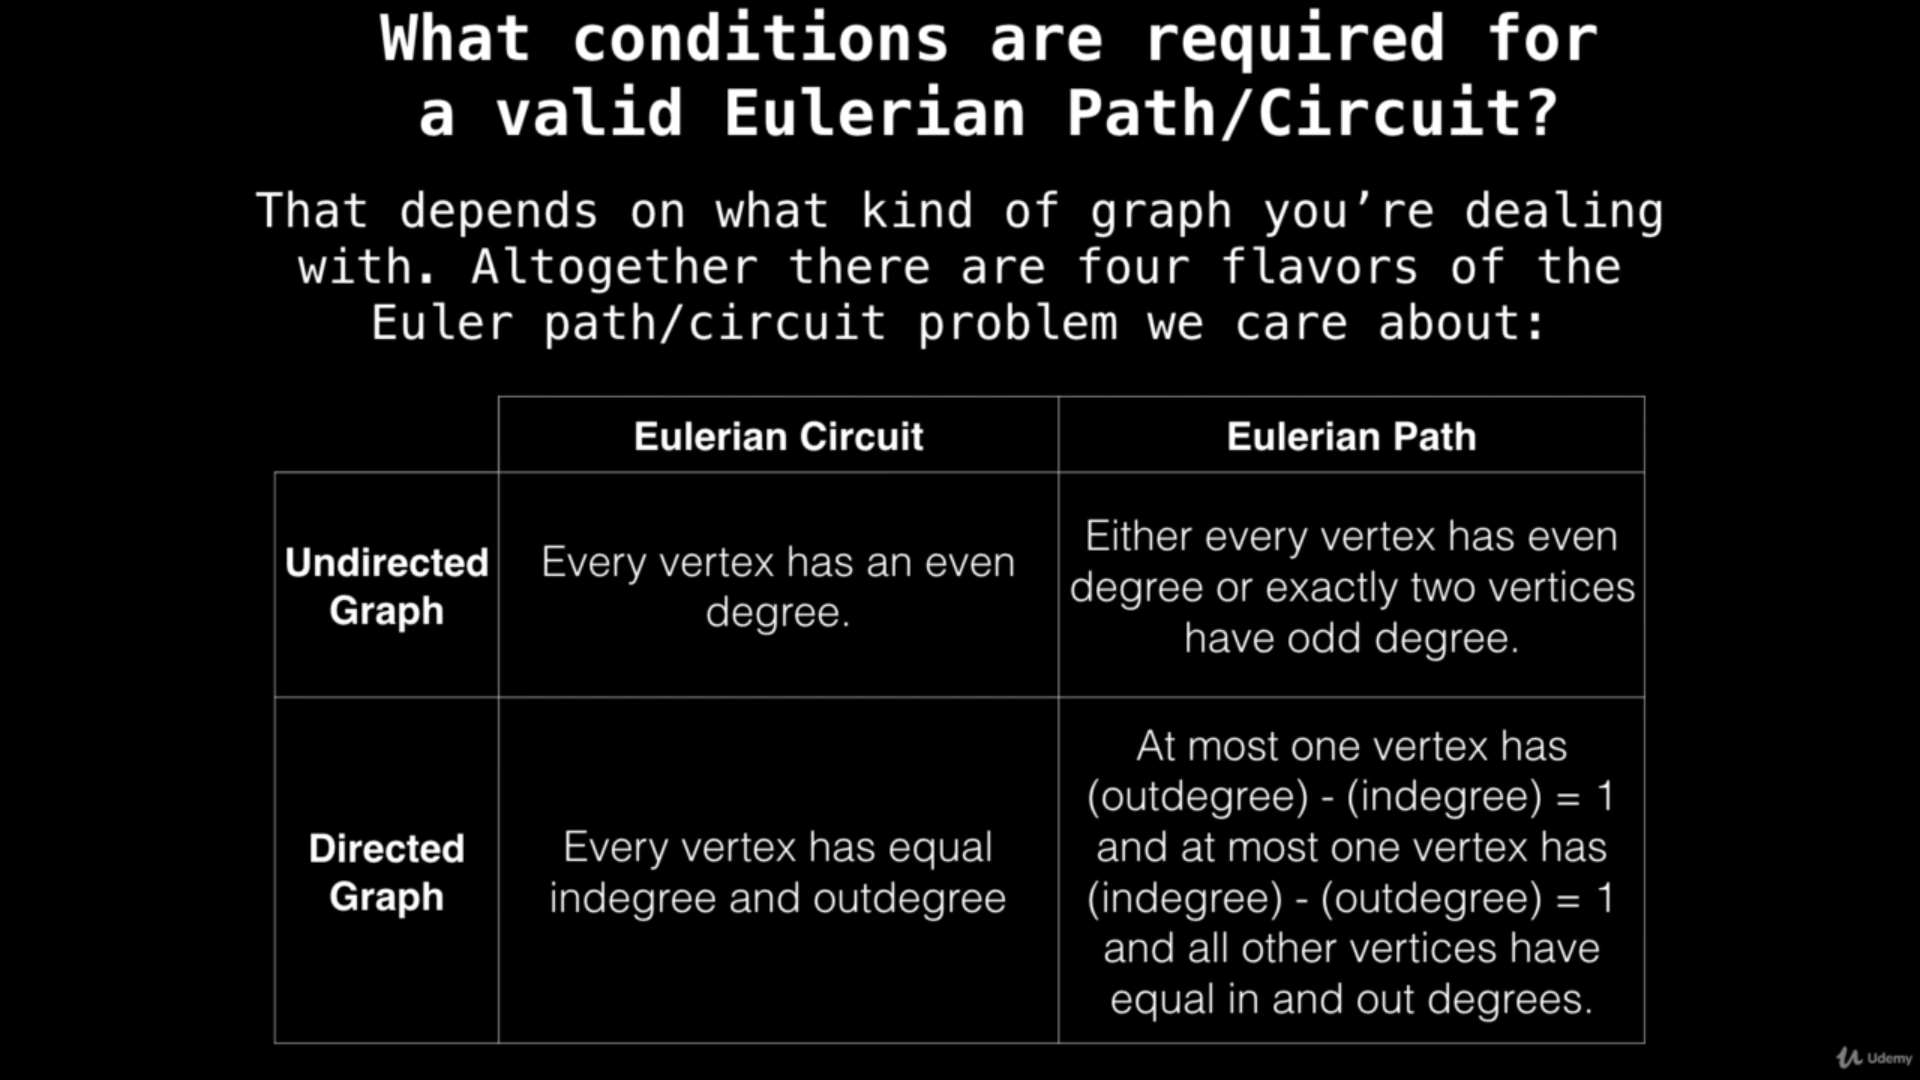 What conditions are required for
a valid Eulerian Path/Circuit?
That depends on what kind of graph you’re dealing
with. Altogether there are four flavors of the
Euler path/circuit problem we care about:
Eulerian Circuit
Eulerian Path
Undirected
Graph
Every vertex has an even
degree.
Either every vertex has even
degree or exactly two vertices
have odd degree.
Directed
Graph
Every vertex has equal
indegree and outdegree
At most one vertex has
(outdegree) - (indegree) = 1
and at most one vertex has
(indegree) - (outdegree) = 1
and all other vertices have
equal in and out degrees.
Udemy